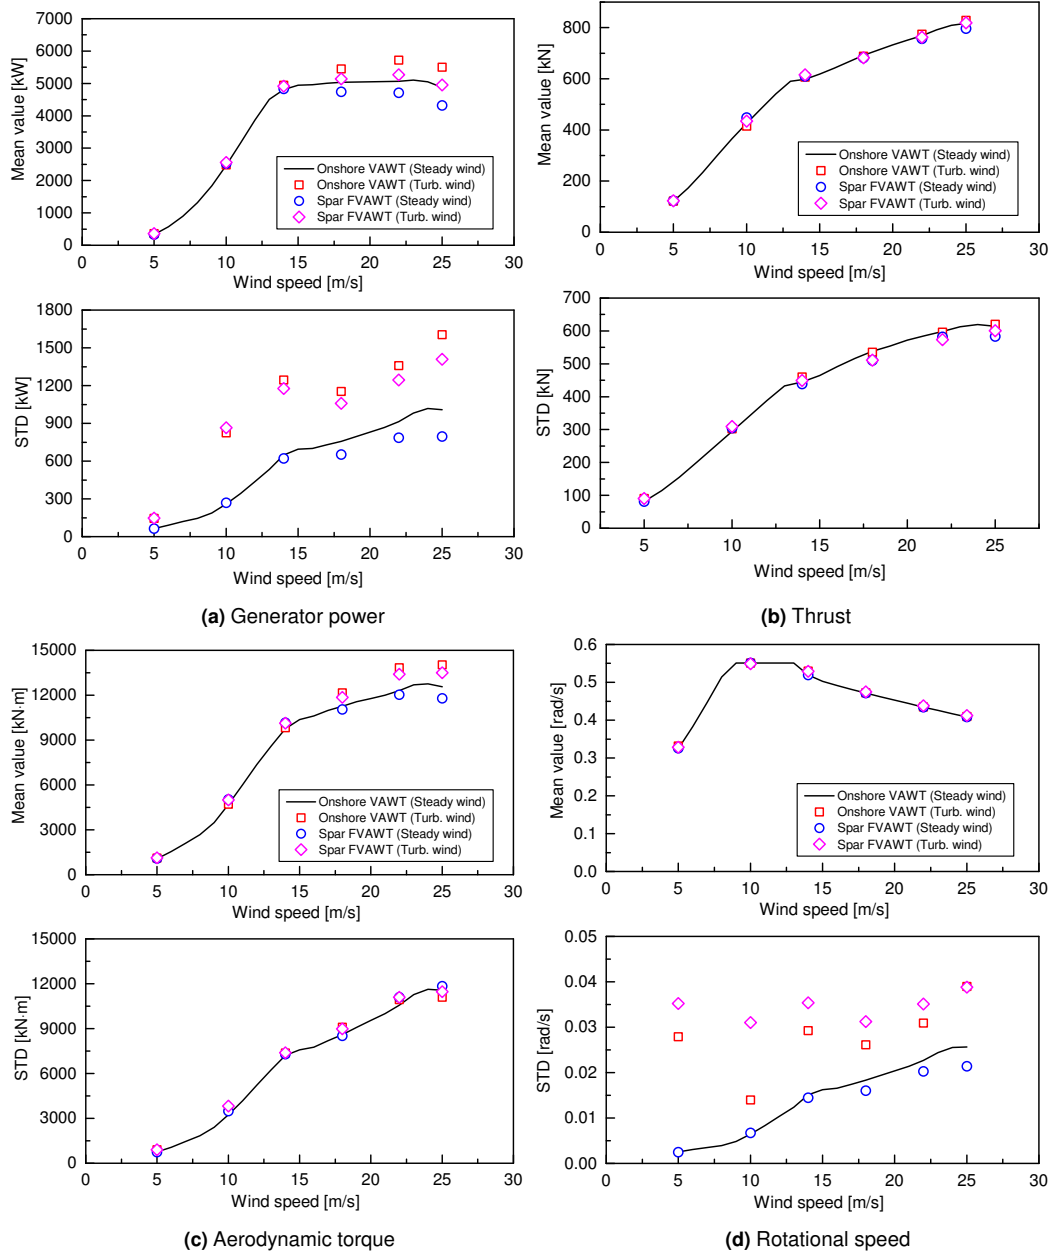 7000
6000
5000
4000
3000
2000
1000
0
Mean value [kW]
Onshore VAWT (Steady wind)
Onshore VAWT (Turb. wind)
Spar FVAWT (Steady wind)
Spar FVAWT (Turb. wind)
0 5 10 15 20 25 30
Wind speed [m/s]
800
600
400
200
0
Mean value [kN]
Onshore VAWT (Steady wind)
Onshore VAWT (Turb. wind)
Spar FVAWT (Steady wind)
Spar FVAWT (Turb. wind)
0 5 10 15 20 25 30
Wind speed [m/s]
1800
1500
1200
900
600
300
0
STD [kW]
0 5 10 15 20 25 30
Wind speed [m/s]
700
600
500
400
300
200
100
0
STD [kN]
5 10 15 20 25
Wind speed [m/s]
(a) Generator power
(b) Thrust
15000
12000
9000
6000
3000
0
Mean value [kN·m]
Onshore VAWT (Steady wind)
Onshore VAWT (Turb. wind)
Spar FVAWT (Steady wind)
Spar FVAWT (Turb. wind)
0 5 10 15 20 25 30
Wind speed [m/s]
0.6
0.5
0.4
0.3
0.2
0.1
0.0
Mean value [rad/s]
Onshore VAWT (Steady wind)
Onshore VAWT (Turb. wind)
Spar FVAWT (Steady wind)
Spar FVAWT (Turb. wind)
0 5 10 15 20 25 30
Wind speed [m/s]
15000
12000
9000
6000
3000
0
STD [kN·m]
0 5 10 15 20 25 30
Wind speed [m/s]
0.05
0.04
0.03
0.02
0.01
0.00
STD [rad/s]
0 5 10 15 20 25 30
Wind speed [m/s]
(c) Aerodynamic torque
(d) Rotational speed